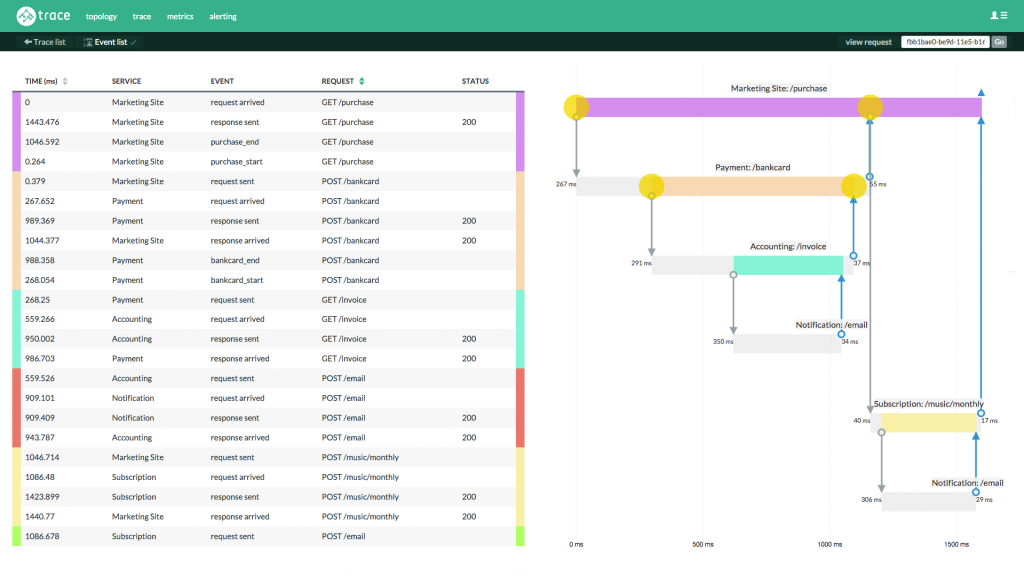 trace topology trace metrics alerting
Trace list Event list view request fbb1bae0-be9d-11e5-b1 Go
TIME (ms) SERVICE EVENT REQUEST STATUS
0 Marketing Site request arrived GET /purchase
1443.476 Marketing Site response sent GET /purchase 200
1046.592 Marketing Site purchase_end GET /purchase
0.264 Marketing Site purchase_start GET /purchase
0.379 Marketing Site request sent POST /bankcard
267.652 Payment request arrived POST /bankcard
989.369 Payment response sent POST /bankcard 200
1044.377 Marketing Site response arrived POST /bankcard 200
988.358 Payment bankcard_end POST /bankcard
268.054 Payment bankcard_start POST /bankcard
268.25 Payment request sent GET /invoice
559.266 Accounting request arrived GET /invoice
950.002 Accounting response sent GET /invoice 200
986.703 Payment response arrived GET /invoice 200
559.526 Accounting request sent POST /email
909.101 Notification request arrived POST /email
909.409 Notification response sent POST /email 200
943.787 Accounting response arrived POST /email 200
1046.714 Marketing Site request sent POST /music/monthly
1086.48 Subscription request arrived POST /music/monthly
1423.899 Subscription response sent POST /music/monthly 200
1440.77 Marketing Site response arrived POST /music/monthly 200
1086.678 Subscription request sent POST /email
Marketing Site: /purchase
Payment: /bankcard
267 ms 55 ms
Accounting: /invoice
291 ms 37 ms
Notification: /email
350 ms 34 ms
Subscription: /music/monthly
40 ms 17 ms
Notification: /email
306 ms 29 ms
0 ms 500 ms 1000 ms 1500 ms